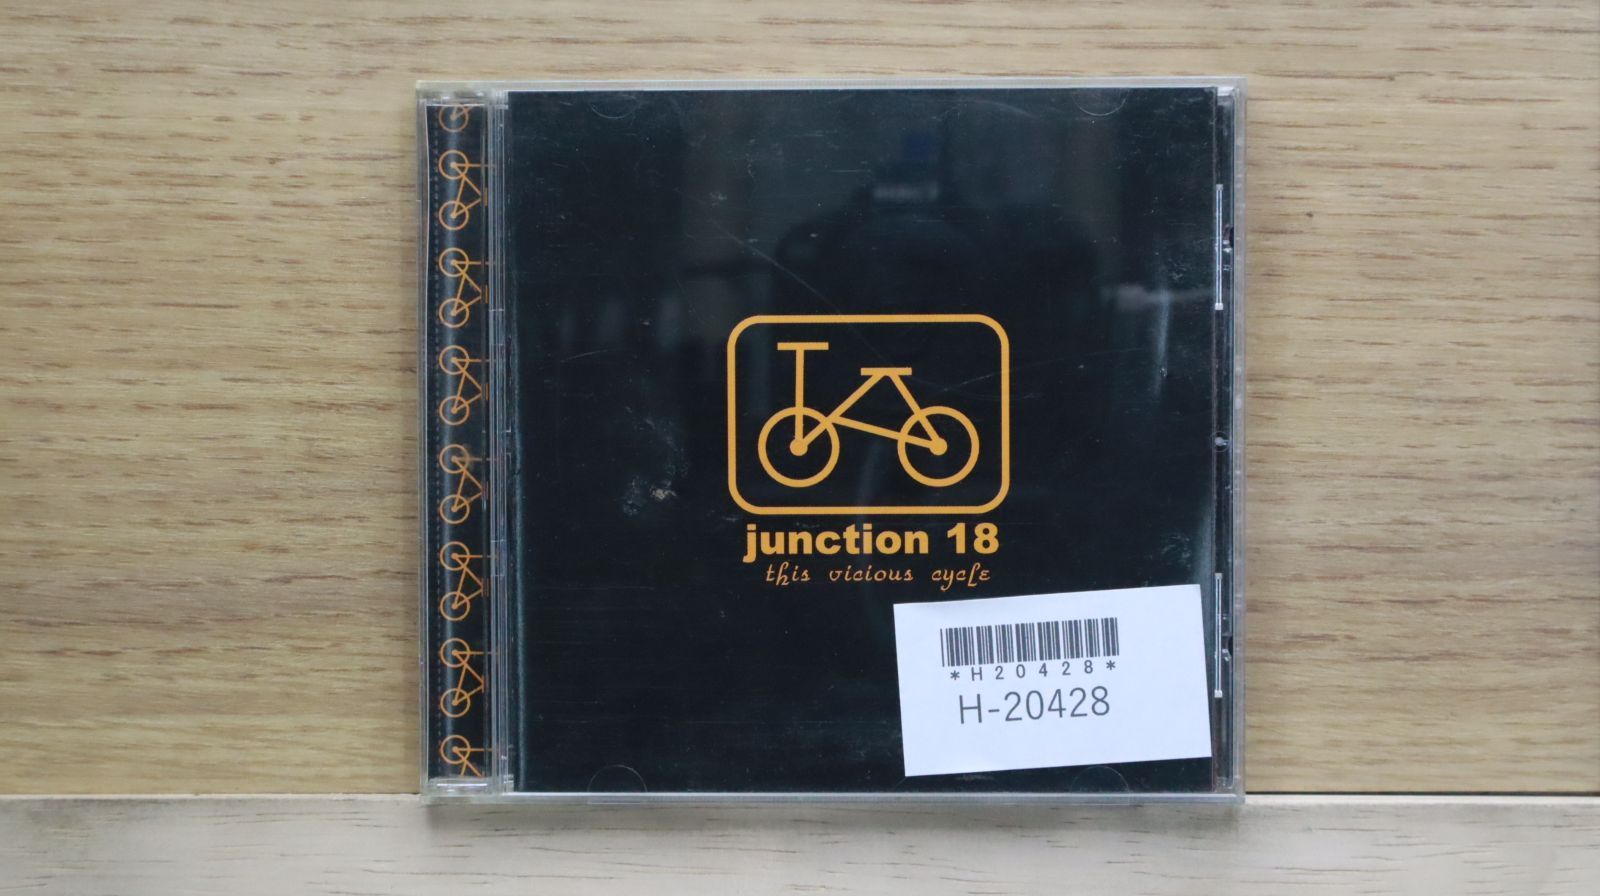 junction 18
this vicious cycle
*H20428*
H-20428